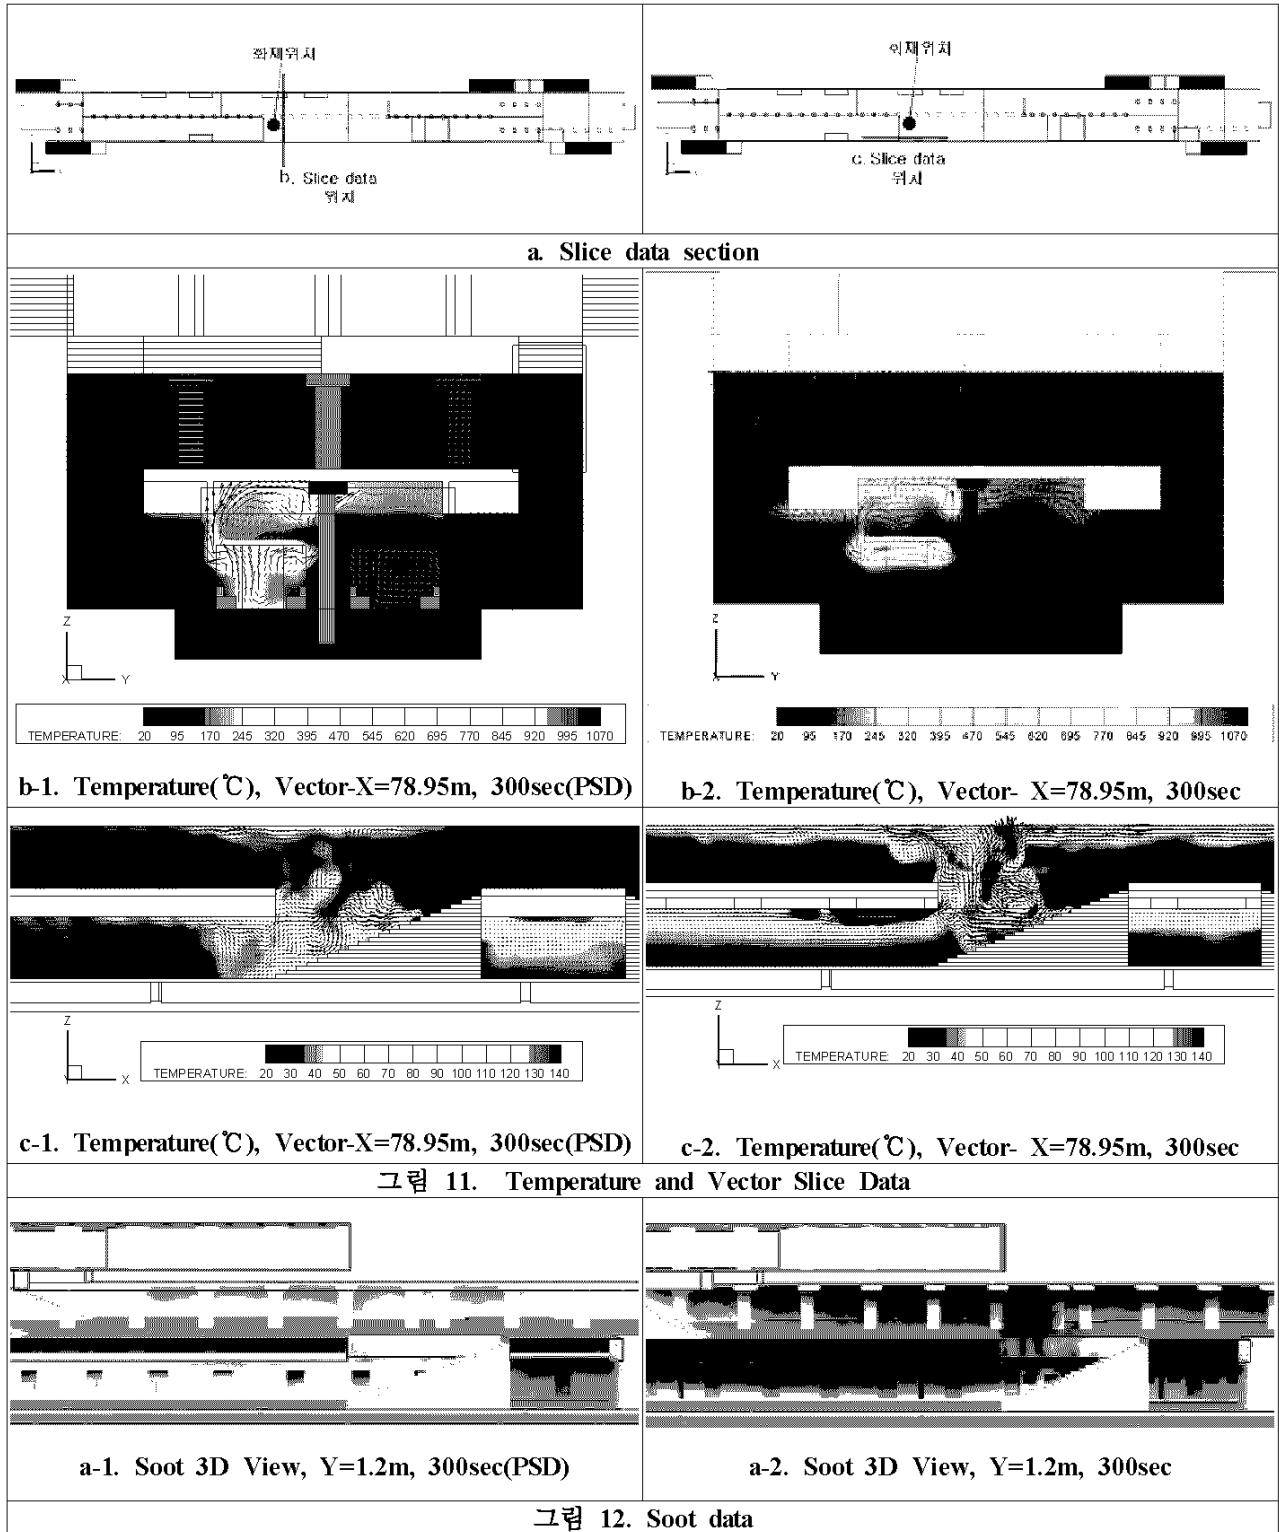 화재위치
b. Slice data
위치
화재위치
c. Slice data
위치
a. Slice data section
Z
X
Y
TEMPERATURE: 20 95 170 245 320 395 470 545 620 695 770 845 920 995 1070
b-1. Temperature(℃), Vector-X=78.95m, 300sec(PSD)
Z
X
Y
TEMPERATURE: 20 95 170 245 320 395 470 545 620 695 770 845 920 995 1070
b-2. Temperature(℃), Vector- X=78.95m, 300sec
Z
Y
X
TEMPERATURE: 20 30 40 50 60 70 80 90 100 110 120 130 140
c-1. Temperature(℃), Vector-X=78.95m, 300sec(PSD)
Z
X
TEMPERATURE: 20 30 40 50 60 70 80 90 100 110 120 130 140
c-2. Temperature(℃), Vector- X=78.95m, 300sec
그림 11. Temperature and Vector Slice Data
a-1. Soot 3D View, Y=1.2m, 300sec(PSD)
a-2. Soot 3D View, Y=1.2m, 300sec
그림 12. Soot data